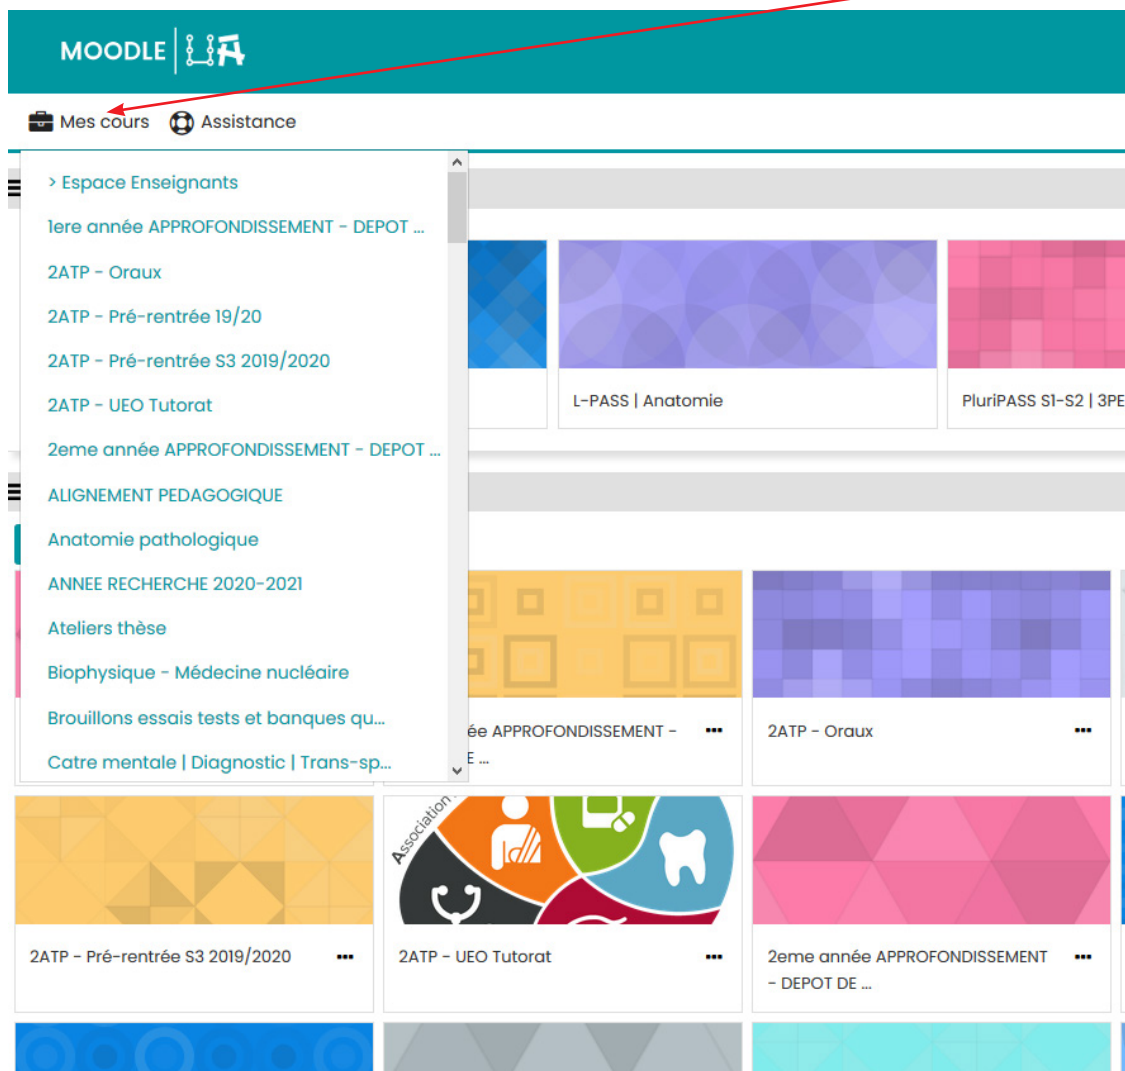 MOODLE
Mes cours Assistance
> Espace Enseignants
1ere année APPROFONDISSEMENT - DEPOT ...
2ATP - Oraux
2ATP - Pré-rentrée 19/20
2ATP - Pré-rentrée S3 2019/2020
2ATP - UEO Tutorat
2eme année APPROFONDISSEMENT - DEPOT ...
ALIGNEMENT PEDAGOGIQUE
Anatomie pathologique
ANNEE RECHERCHE 2020-2021
Ateliers thèse
Biophysique - Médecine nucléaire
Brouillons essais tests et banques qu...
Catre mentale | Diagnostic | Trans-sp...
L-PASS | Anatomie
PluriPASS S1-S2 | 3PE
ée APPROFONDISSEMENT -
E ...
2ATP - Oraux
Association
2ATP - Pré-rentrée S3 2019/2020
2ATP - UEO Tutorat
2eme année APPROFONDISSEMENT
- DEPOT DE ...